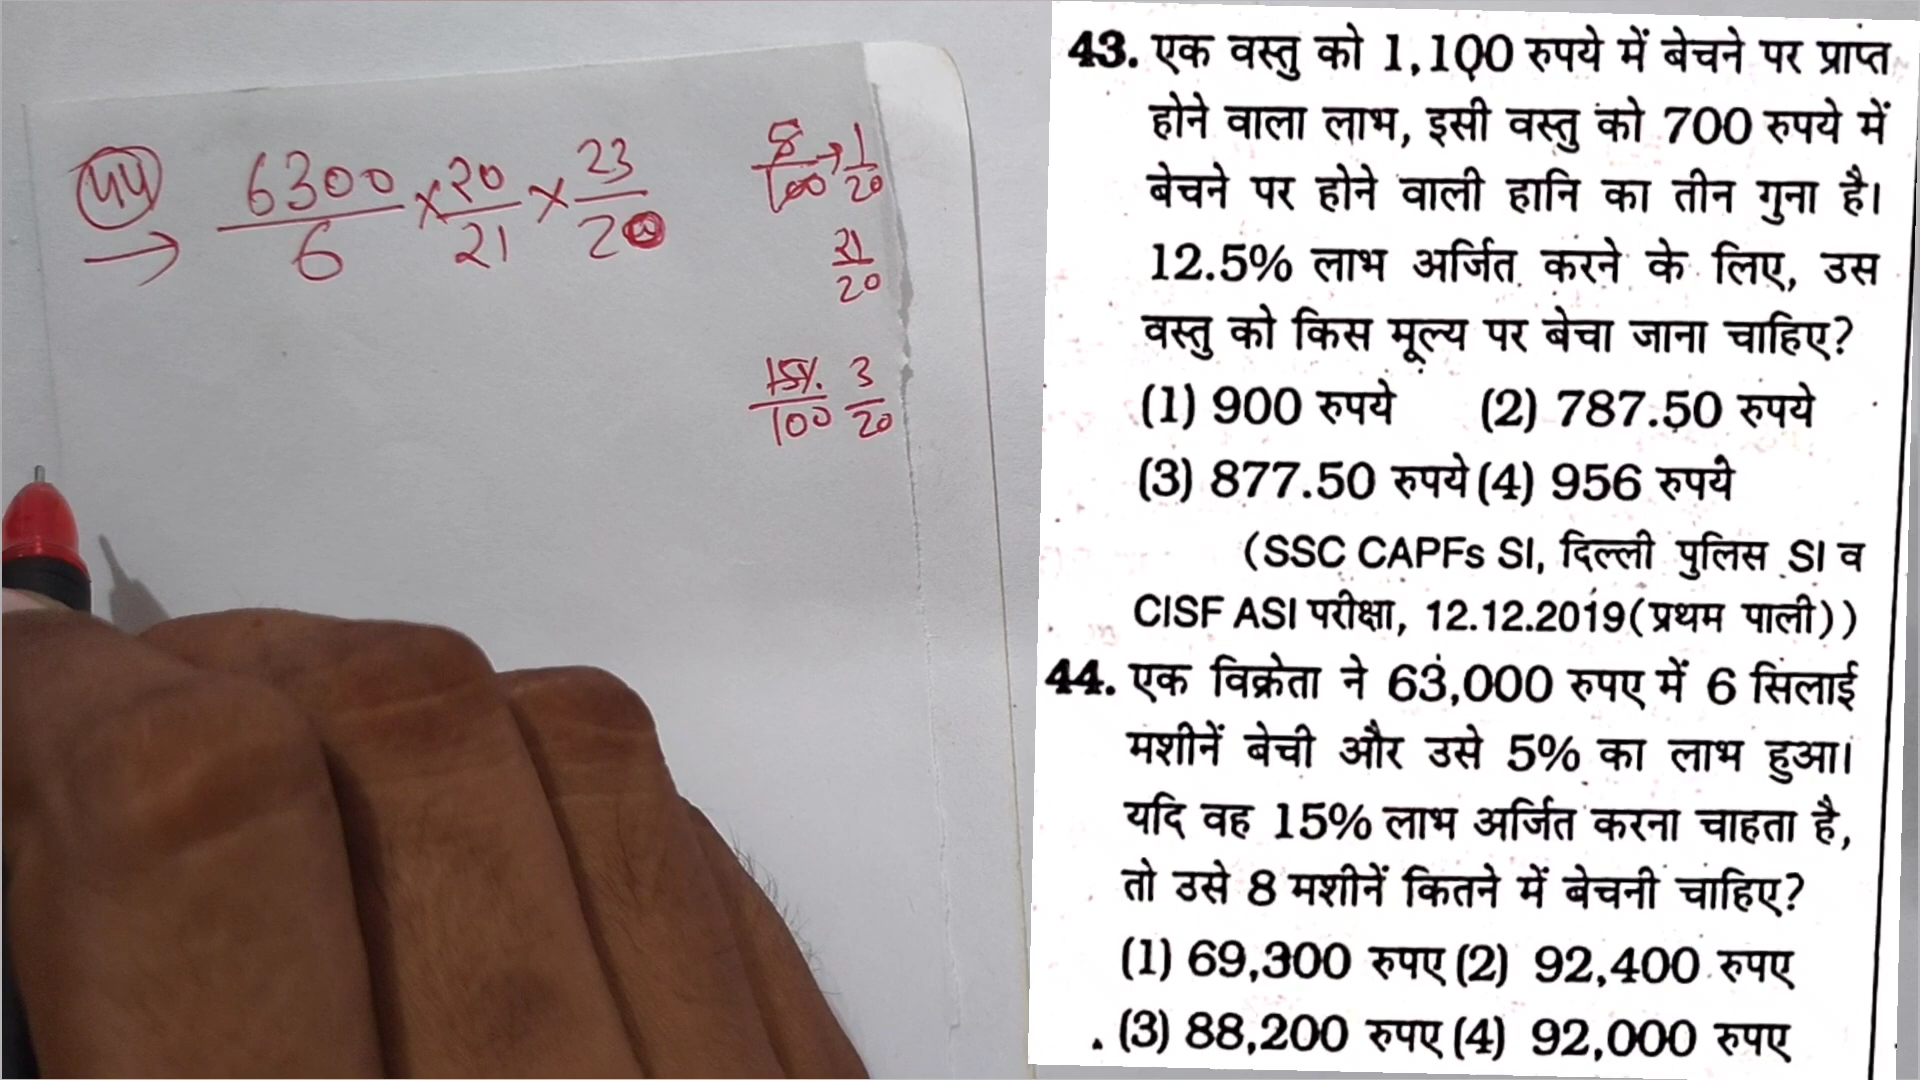 44 6300/6 × 20/21 × 23/20
5/100 → 1/20
21/20
15%/100 3/20
43. एक वस्तु को 1,100 रुपये में बेचने पर प्राप्त
होने वाला लाभ, इसी वस्तु को 700 रुपये में
बेचने पर होने वाली हानि का तीन गुना है।
12.5% लाभ अर्जित करने के लिए, उस
वस्तु को किस मूल्य पर बेचा जाना चाहिए?
(1) 900 रुपये (2) 787.50 रुपये
(3) 877.50 रुपये (4) 956 रुपये
(SSC CAPFs SI, दिल्ली पुलिस SI व
CISF ASI परीक्षा, 12.12.2019 (प्रथम पाली))
44. एक विक्रेता ने 63,000 रुपए में 6 सिलाई
मशीनें बेची और उसे 5% का लाभ हुआ।
यदि वह 15% लाभ अर्जित करना चाहता है,
तो उसे 8 मशीनें कितने में बेचनी चाहिए?
(1) 69,300 रुपए (2) 92,400 रुपए
(3) 88,200 रुपए (4) 92,000 रुपए